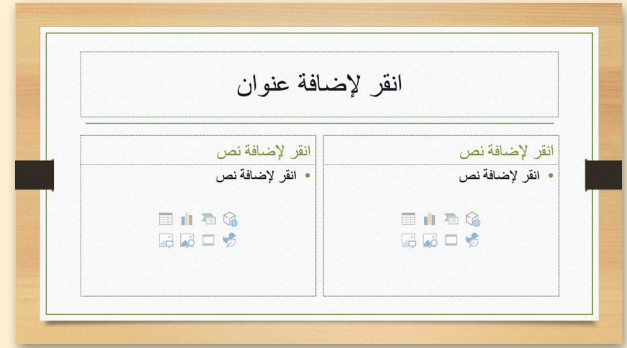 انقر لإضافة عنوان
انقر لإضافة نص
• انقر لإضافة نص
انقر لإضافة نص
• انقر لإضافة نص